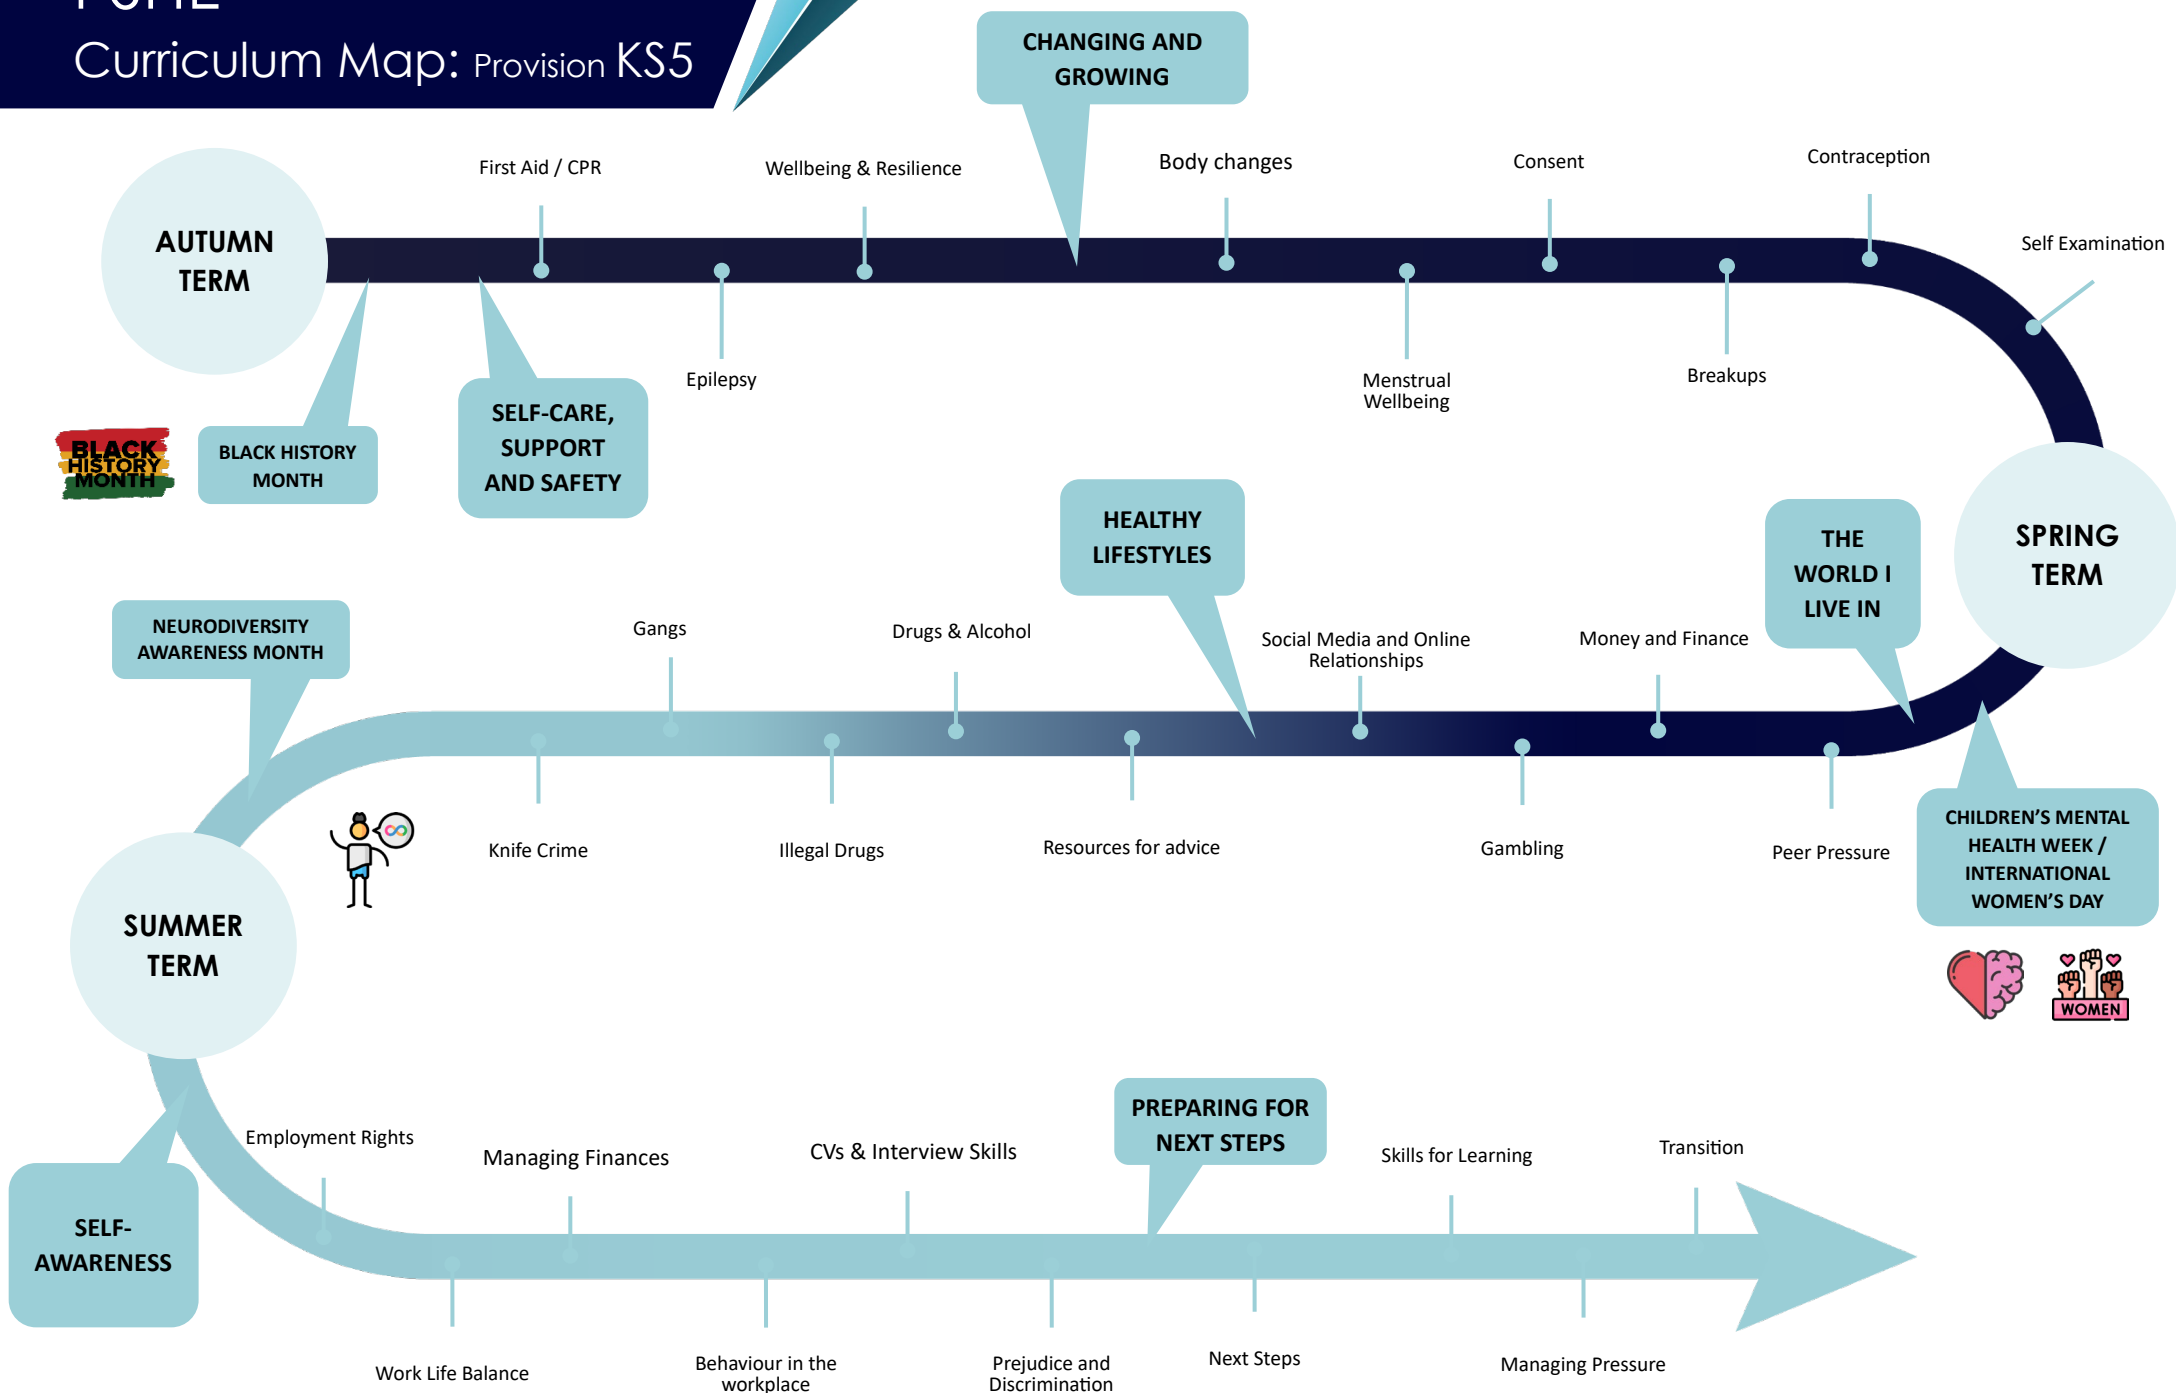 Curriculum Map: Provision KS5
CHANGING AND
GROWING
First Aid / CPR
Wellbeing & Resilience
Body changes
Consent
Contraception
Self Examination
AUTUMN
TERM
Epilepsy
Menstrual
Wellbeing
Breakups
BLACK
HISTORY
MONTH
BLACK HISTORY
MONTH
SELF-CARE,
SUPPORT
AND SAFETY
SPRING
TERM
THE
WORLD I
LIVE IN
HEALTHY
LIFESTYLES
NEURODIVERSITY
AWARENESS MONTH
Gangs
Drugs & Alcohol
Social Media and Online
Relationships
Money and Finance
Knife Crime
Illegal Drugs
Resources for advice
Gambling
Peer Pressure
CHILDREN’S MENTAL
HEALTH WEEK /
INTERNATIONAL
WOMEN’S DAY
WOMEN
SUMMER
TERM
SELF-
AWARENESS
Employment Rights
Managing Finances
CVs & Interview Skills
PREPARING FOR
NEXT STEPS
Skills for Learning
Transition
Work Life Balance
Behaviour in the
workplace
Prejudice and
Discrimination
Next Steps
Managing Pressure